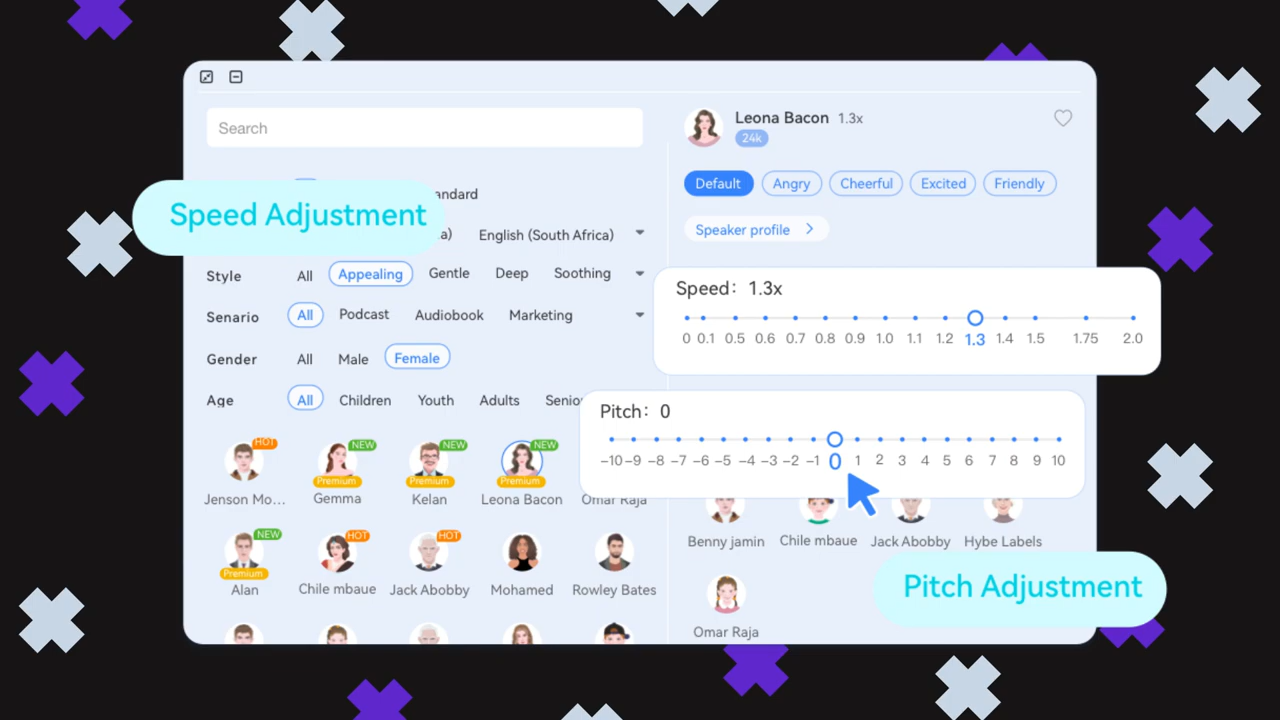 Search
Leona Bacon 1.3x
24k
Default Angry Cheerful Excited Friendly
Speaker profile
andard
Speed Adjustment
a) English (South Africa)
Style All Appealing Gentle Deep Soothing
Senario All Podcast Audiobook Marketing
Gender All Male Female
Age All Children Youth Adults Senio
Speed: 1.3x
0 0.1 0.5 0.6 0.7 0.8 0.9 1.0 1.1 1.2 1.3 1.4 1.5 1.75 2.0
Pitch: 0
-10 -9 -8 -7 -6 -5 -4 -3 -2 -1 0 1 2 3 4 5 6 7 8 9 10
HOT NEW NEW NEW
Premium Premium Premium
Jenson Mo... Gemma Kelan Leona Bacon Omar Raja
NEW HOT HOT
Premium
Alan Chile mbaue Jack Abobby Mohamed Rowley Bates
Benny jamin Chile mbaue Jack Abobby Hybe Labels
Pitch Adjustment
Omar Raja